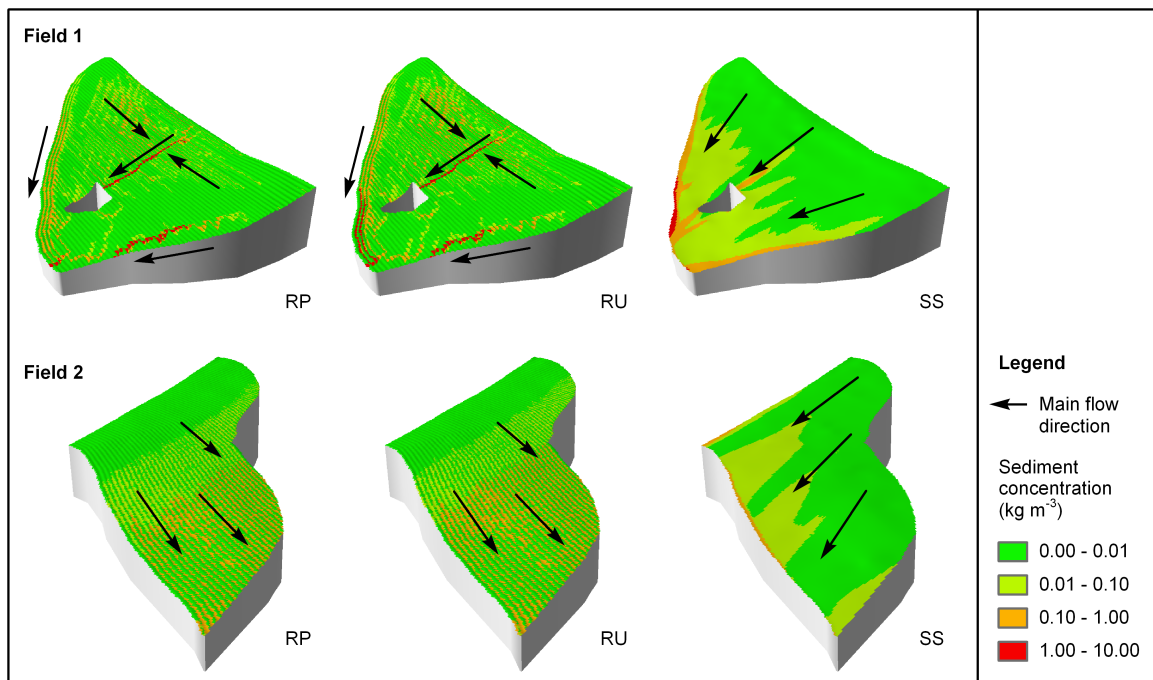 Field 1
RP
RU
SS
Field 2
RP
RU
SS
Legend
Main flow
direction
Sediment
concentration
(kg m⁻³)
0.00 - 0.01
0.01 - 0.10
0.10 - 1.00
1.00 - 10.00